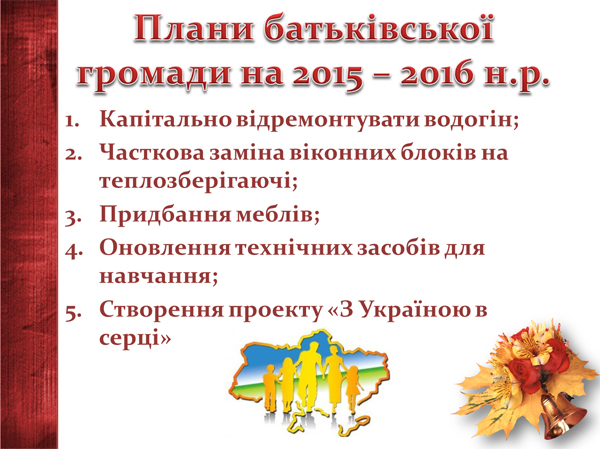 Плани батьківської
громади на 2015 – 2016 н.р.
1. Капітально відремонтувати водогін;
2. Часткова заміна віконних блоків на
теплозберігаючі;
3. Придбання меблів;
4. Оновлення технічних засобів для
навчання;
5. Створення проекту «З Україною в
серці»